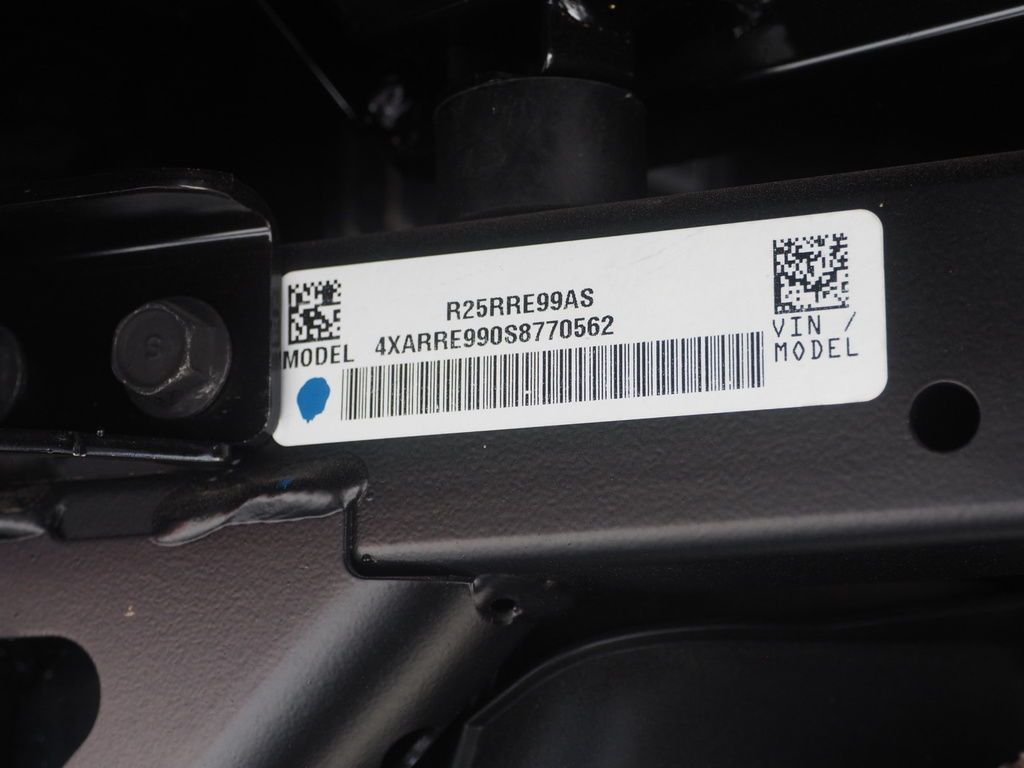 R25RRE99AS
4XARRE990S8770562
MODEL
VIN /
MODEL